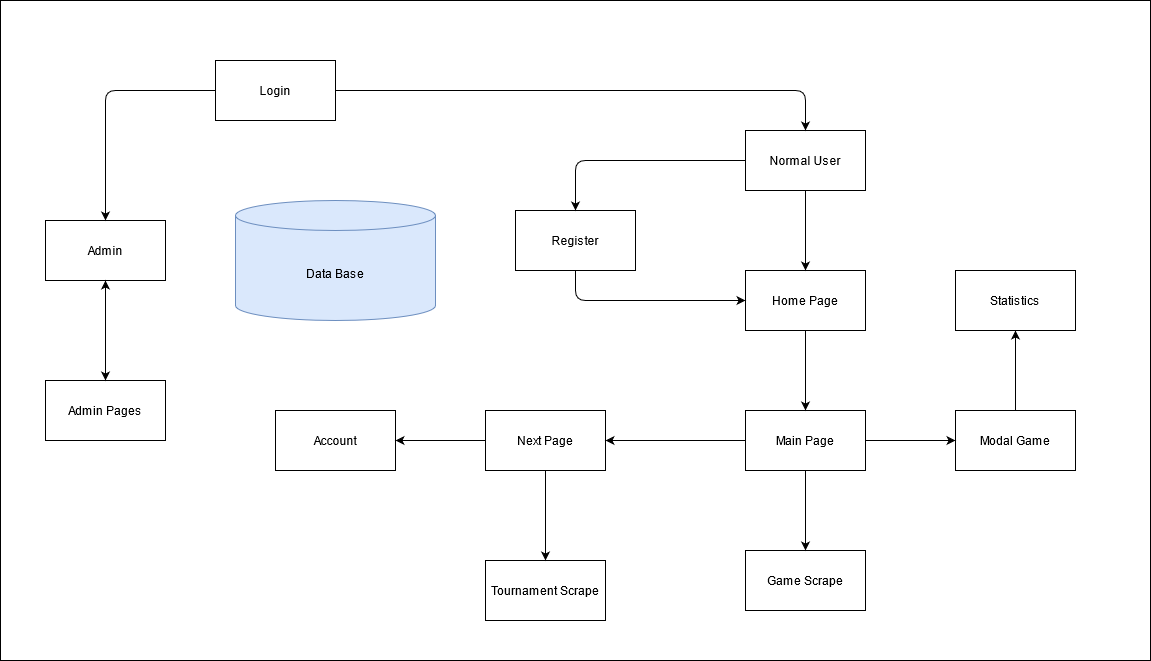 Login
Normal User
Admin
Register
Data Base
Home Page
Statistics
Admin Pages
Account
Next Page
Main Page
Modal Game
Tournament Scrape
Game Scrape